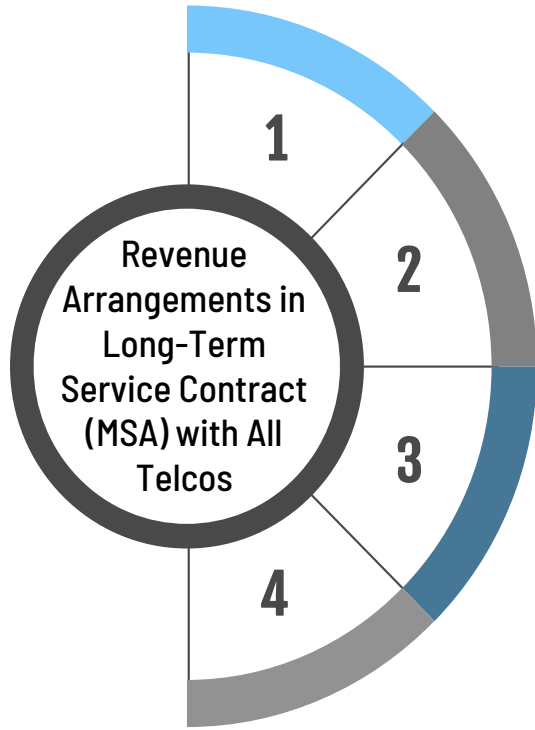 1
2
Revenue
Arrangements in
Long-Term
Service Contract
(MSA) with All
Telcos
3
4